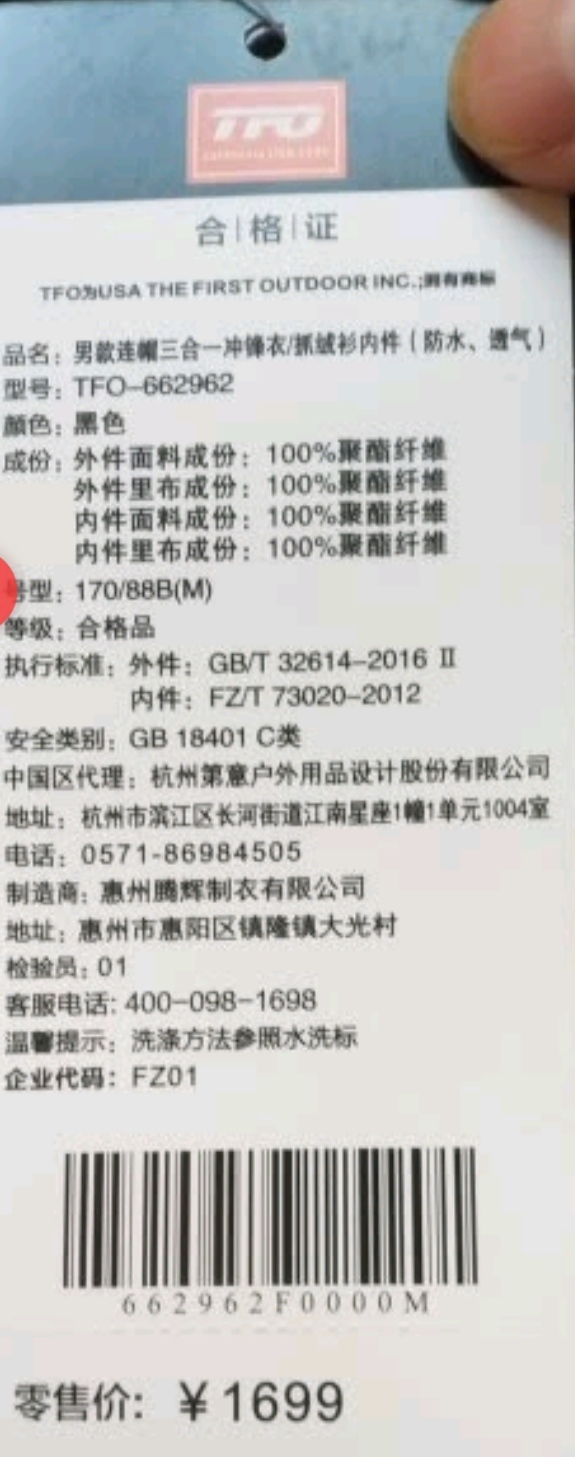 TFO
合|格|证
TFO为USA THE FIRST OUTDOOR INC.;拥有商标
品名：男款连帽三合一冲锋衣/抓绒衫内件（防水、透气）
型号：TFO-662962
颜色：黑色
成份：外件面料成份：100%聚酯纤维
外件里布成份：100%聚酯纤维
内件面料成份：100%聚酯纤维
内件里布成份：100%聚酯纤维
号型：170/88B(M)
等级：合格品
执行标准：外件：GB/T 32614-2016 Ⅱ
内件：FZ/T 73020-2012
安全类别：GB 18401 C类
中国区代理：杭州第意户外用品设计股份有限公司
地址：杭州市滨江区长河街道江南星座1幢1单元1004室
电话：0571-86984505
制造商：惠州腾辉制衣有限公司
地址：惠州市惠阳区镇隆镇大光村
检验员：01
客服电话：400-098-1698
温馨提示：洗涤方法参照水洗标
企业代码：FZ01
662962F0000M
零售价：￥1699